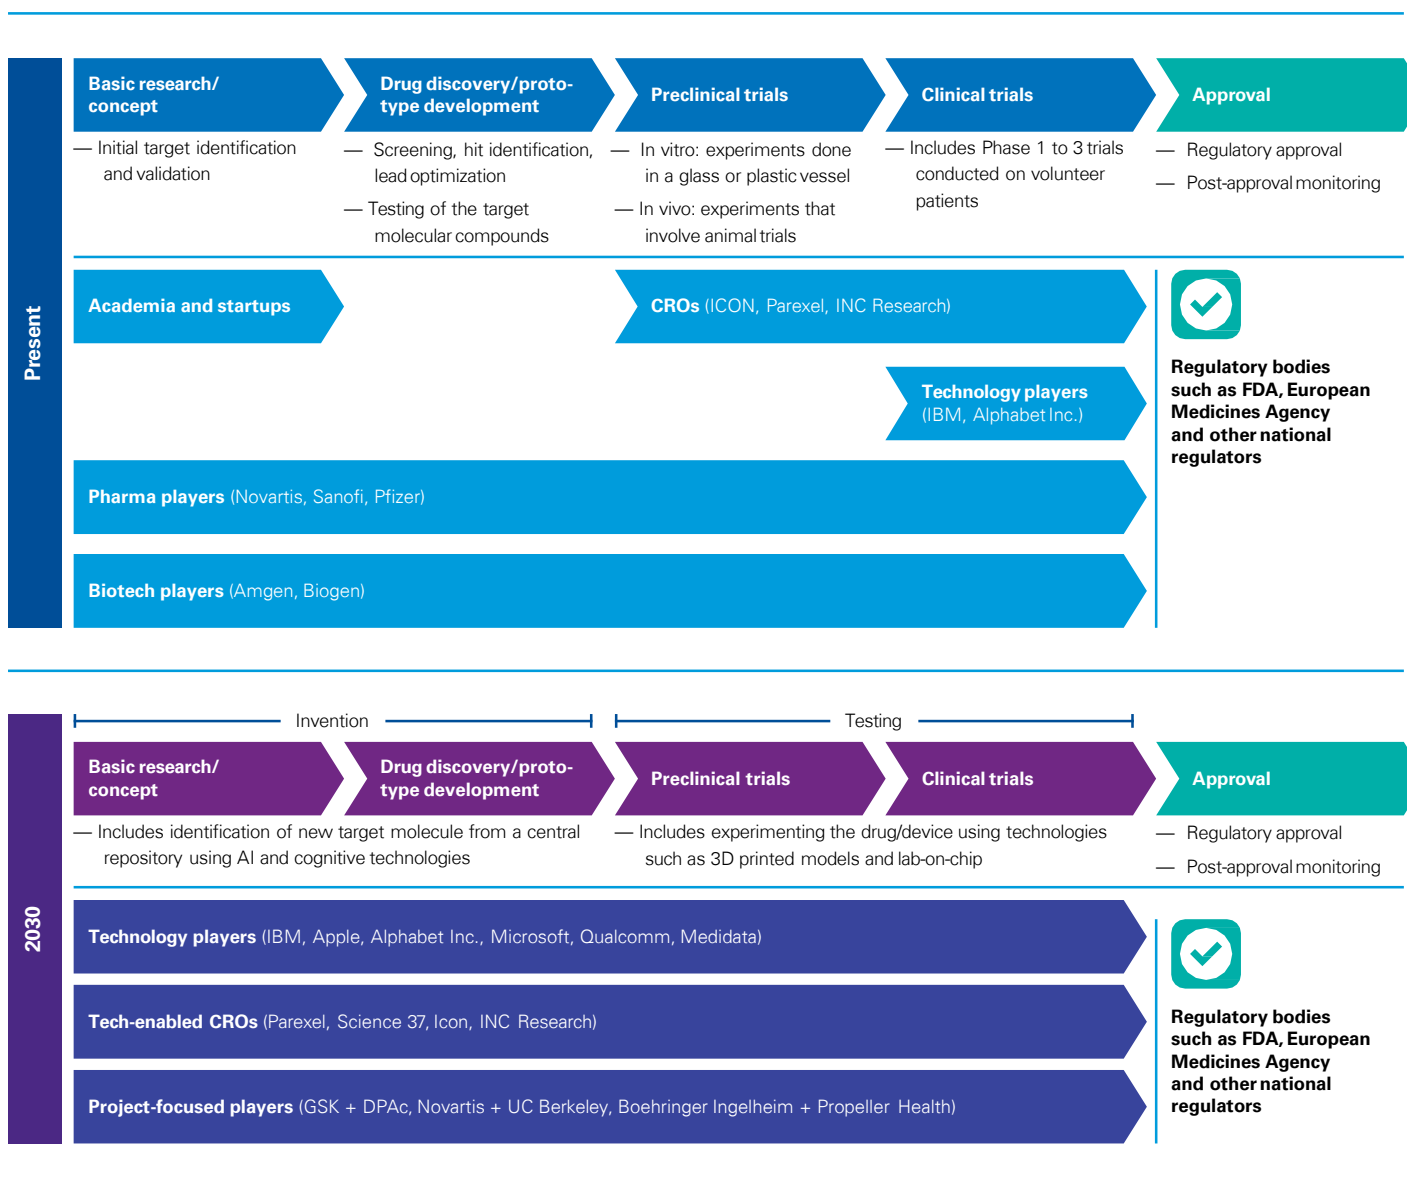 Present
Basic research/
concept
Drug discovery/proto-
type development
Preclinical trials
Clinical trials
Approval
— Initial target identification
and validation
— Screening, hit identification,
lead optimization
— Testing of the target
molecular compounds
— In vitro: experiments done
in a glass or plastic vessel
— In vivo: experiments that
involve animal trials
— Includes Phase 1 to 3 trials
conducted on volunteer
patients
— Regulatory approval
— Post-approval monitoring
Academia and startups
CROs (ICON, Parexel, INC Research)
Technology players
(IBM, Alphabet Inc.)
Pharma players (Novartis, Sanofi, Pfizer)
Biotech players (Amgen, Biogen)
Regulatory bodies
such as FDA, European
Medicines Agency
and other national
regulators
2030
Invention
Testing
Basic research/
concept
Drug discovery/proto-
type development
Preclinical trials
Clinical trials
Approval
— Includes identification of new target molecule from a central
repository using AI and cognitive technologies
— Includes experimenting the drug/device using technologies
such as 3D printed models and lab-on-chip
— Regulatory approval
— Post-approval monitoring
Technology players (IBM, Apple, Alphabet Inc., Microsoft, Qualcomm, Medidata)
Tech-enabled CROs (Parexel, Science 37, Icon, INC Research)
Project-focused players (GSK + DPAc, Novartis + UC Berkeley, Boehringer Ingelheim + Propeller Health)
Regulatory bodies
such as FDA, European
Medicines Agency
and other national
regulators